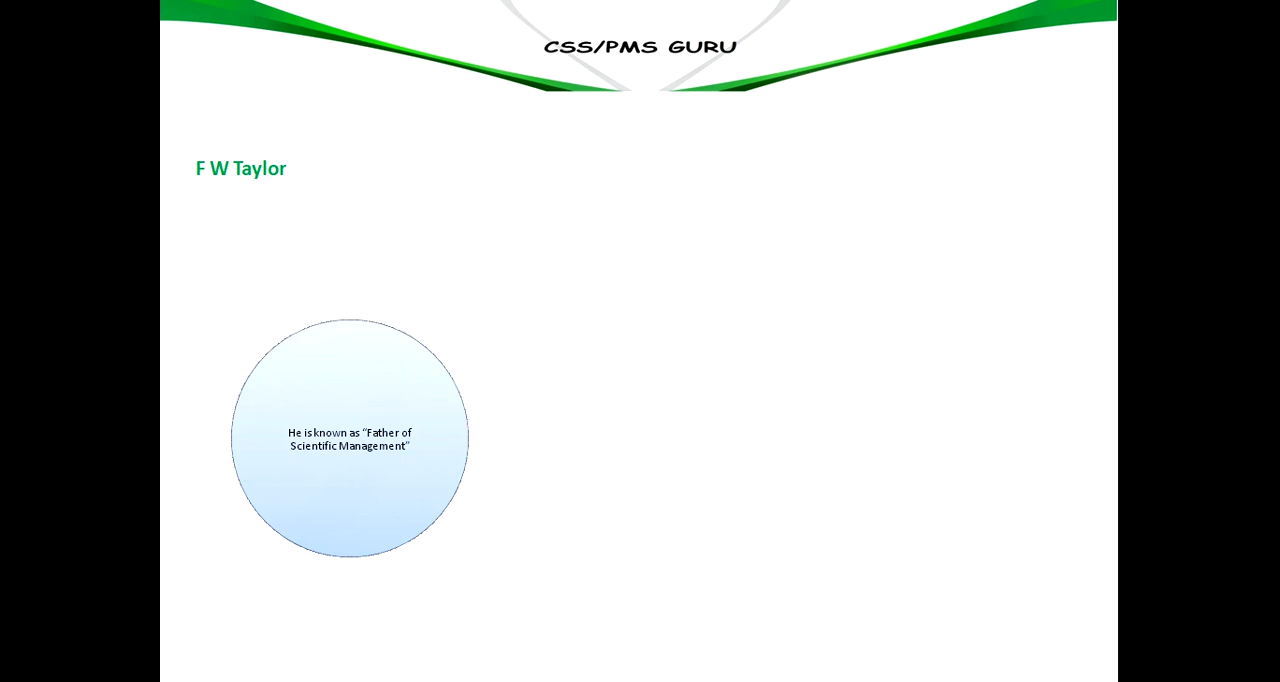 CSS/PMS GURU
F W Taylor
He is known as “Father of
Scientific Management”